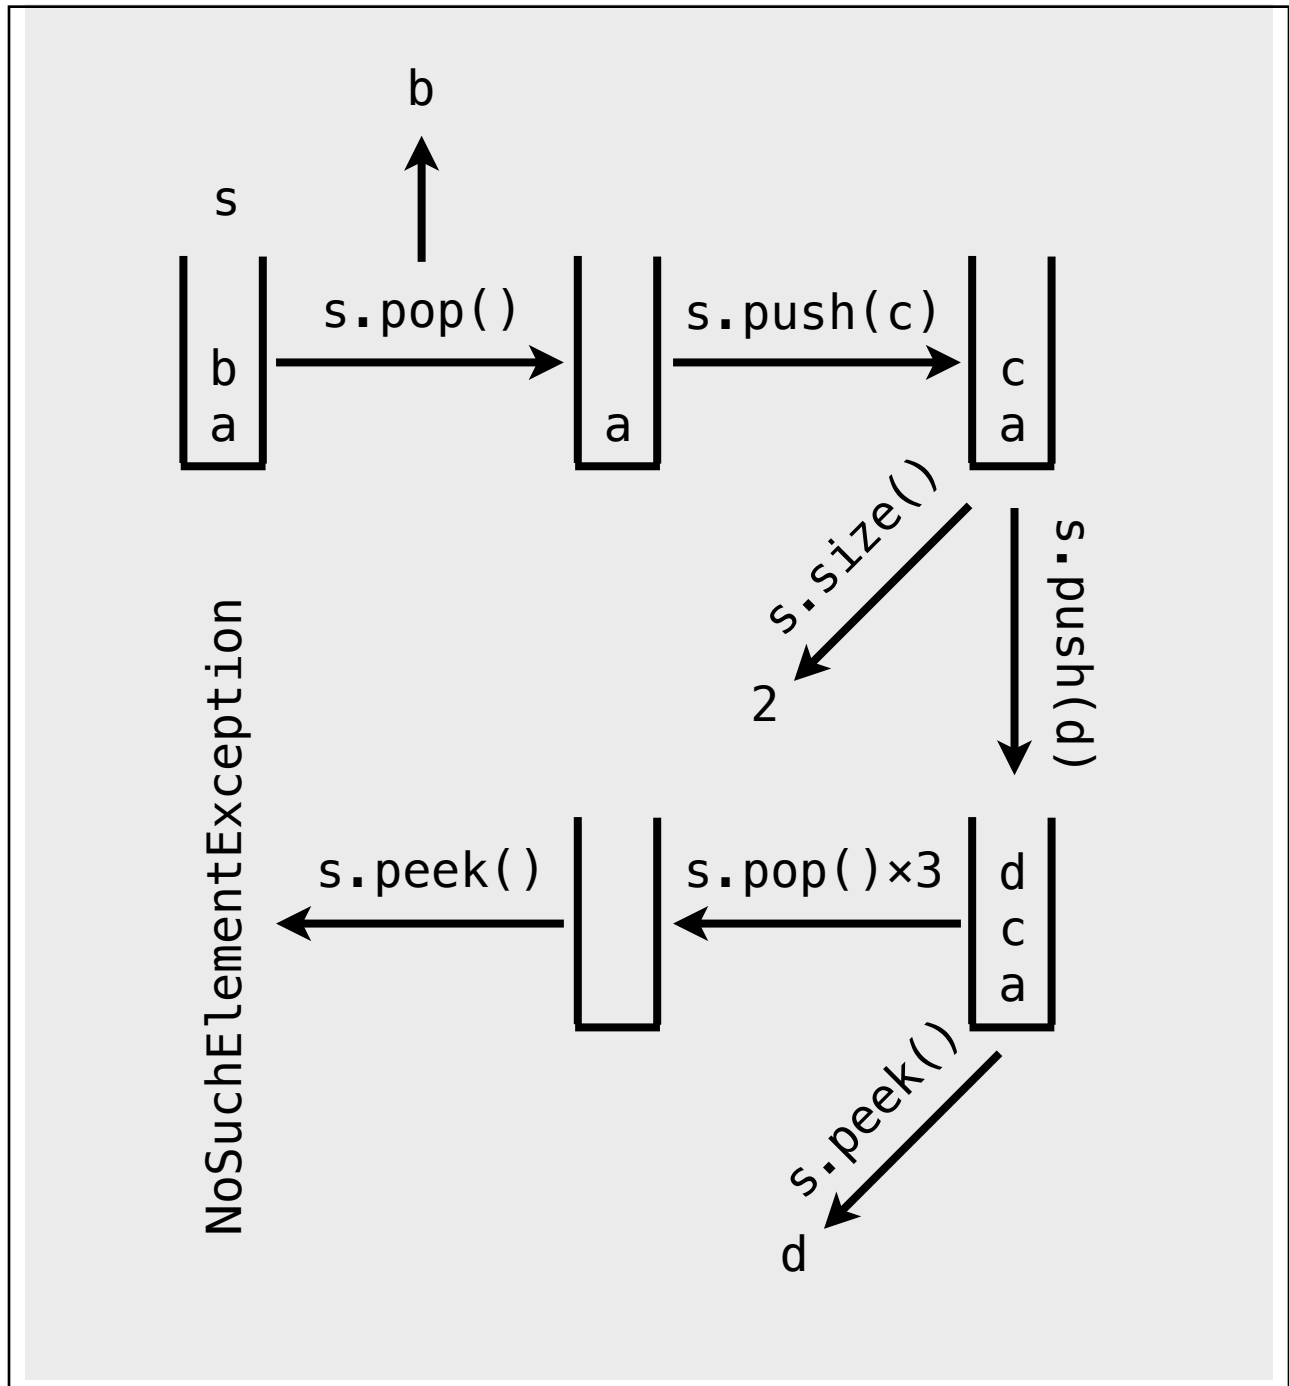 b
s
s.pop()
s.push(c)
b
a
a
c
a
s.size()
s.push(d)
2
NoSuchElementException
s.peek()
s.pop()×3
d
c
a
s.peek()
d